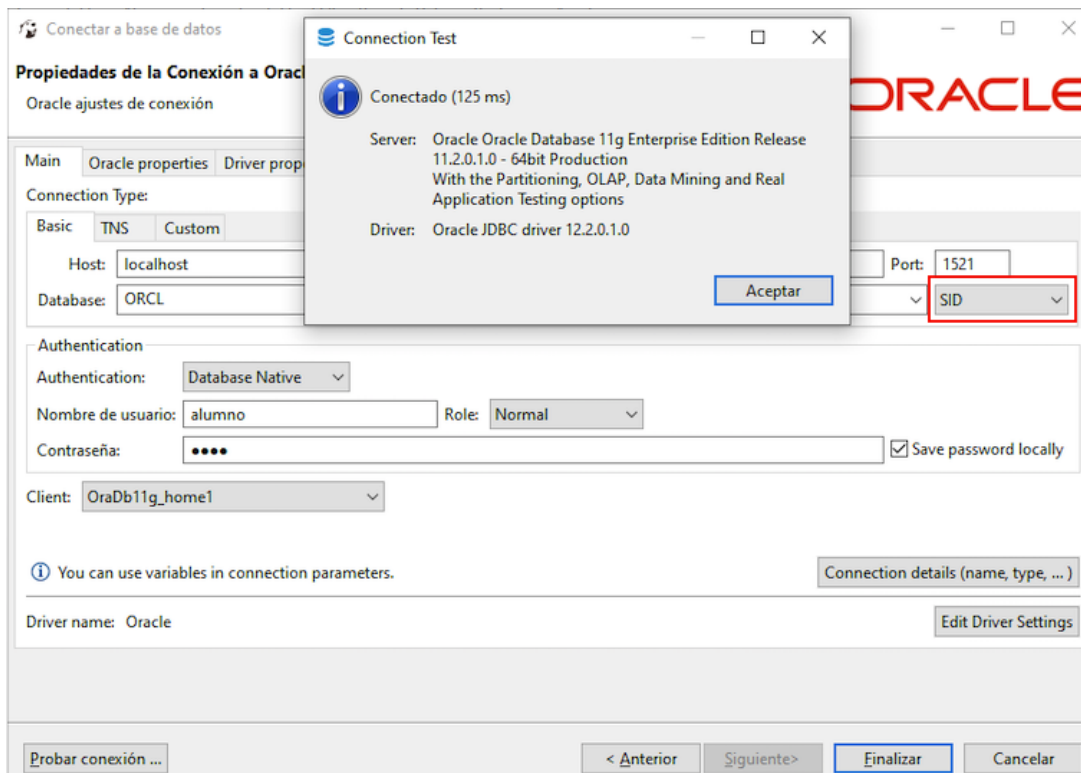 Conectar a base de datos
Connection Test
Propiedades de la Conexión a Orac
Oracle ajustes de conexión
ORACLE
Conectado (125 ms)
Server: Oracle Oracle Database 11g Enterprise Edition Release
11.2.0.1.0 - 64bit Production
With the Partitioning, OLAP, Data Mining and Real
Application Testing options
Driver: Oracle JDBC driver 12.2.0.1.0
Aceptar
Main Oracle properties Driver prop
Connection Type:
Basic TNS Custom
Host: localhost Port: 1521
Database: ORCL SID
Authentication
Authentication: Database Native
Nombre de usuario: alumno Role: Normal
Contraseña: •••• Save password locally
Client: OraDb11g_home1
You can use variables in connection parameters. Connection details (name, type, ... )
Driver name: Oracle Edit Driver Settings
Probar conexión ... < Anterior Siguiente> Finalizar Cancelar